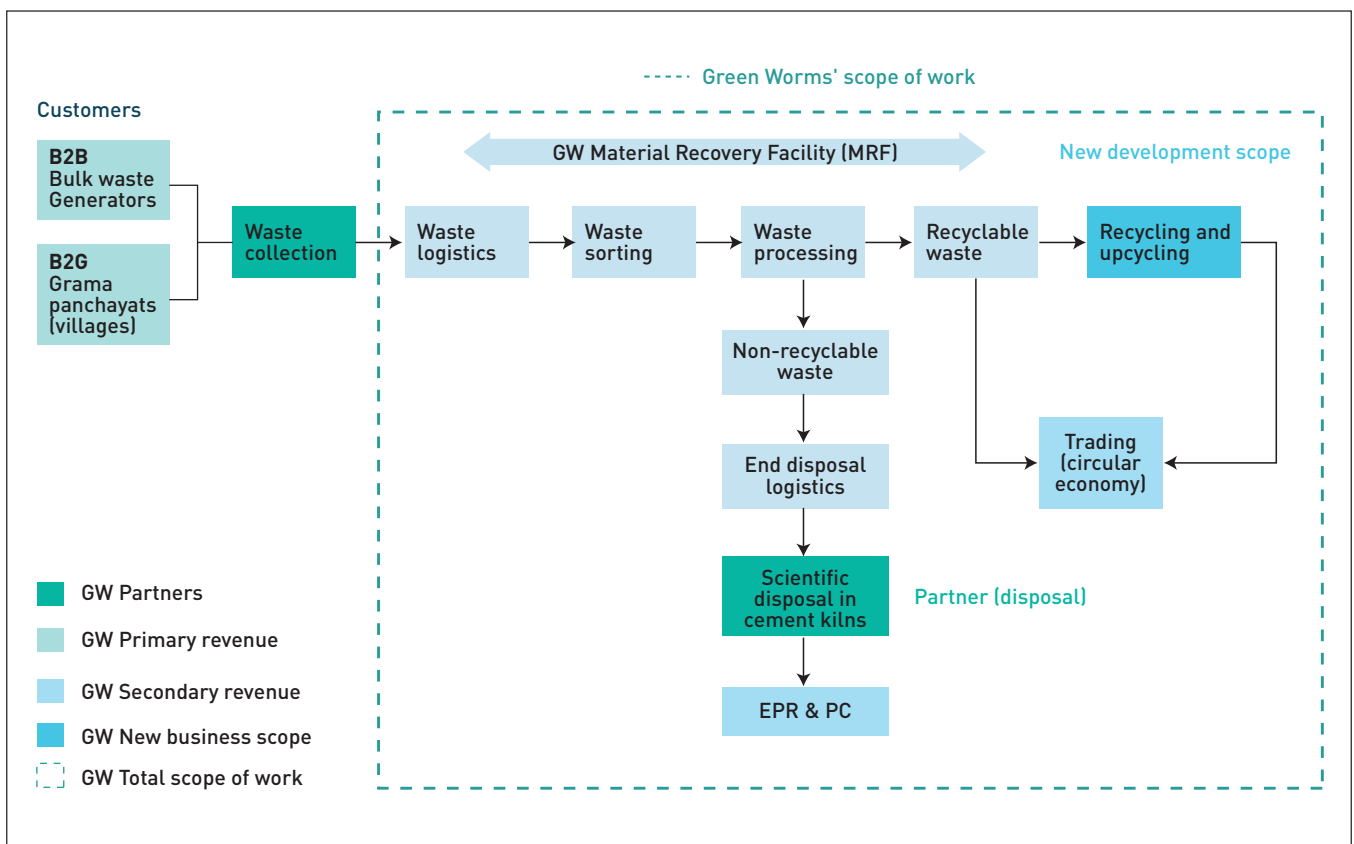 Green Worms' scope of work
Customers
B2B
Bulk waste
Generators
B2G
Grama
panchayats
(villages)
GW Material Recovery Facility (MRF)
New development scope
Waste
collection
Waste
logistics
Waste
sorting
Waste
processing
Recyclable
waste
Recycling and
upcycling
Non-recyclable
waste
End disposal
logistics
Trading
(circular
economy)
Scientific
disposal in
cement kilns
Partner (disposal)
EPR & PC
GW Partners
GW Primary revenue
GW Secondary revenue
GW New business scope
GW Total scope of work